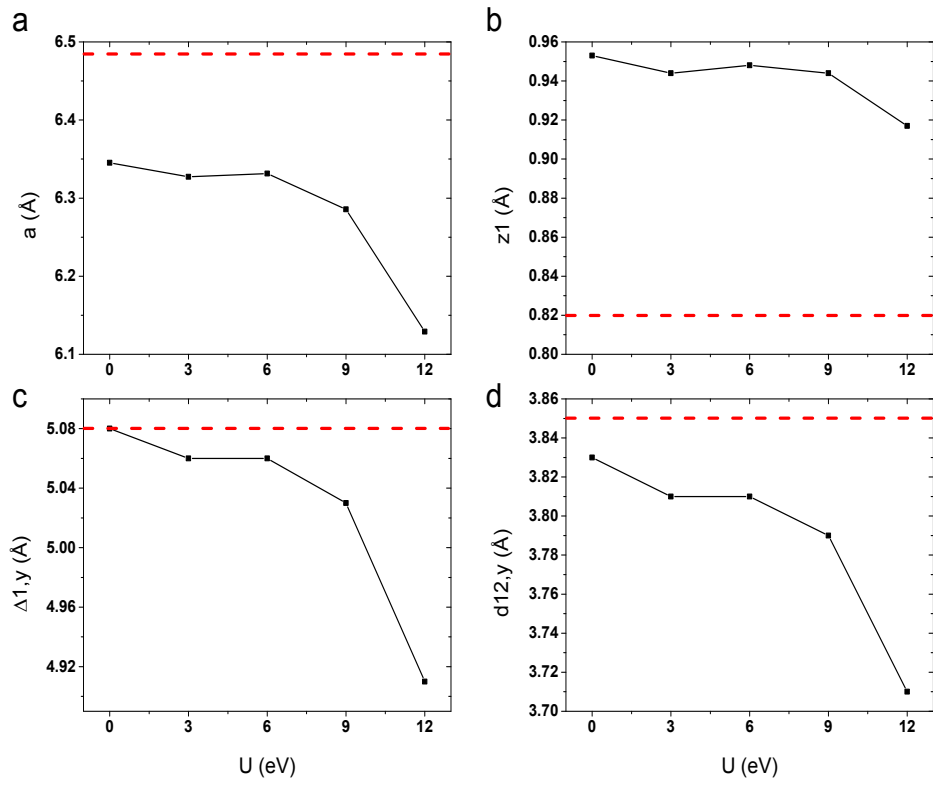 a
b
6.5
6.4
6.3
6.2
6.1
a (Å)
0 3 6 9 12
0.96
0.94
0.92
0.90
0.88
0.86
0.84
0.82
0.80
z1 (Å)
0 3 6 9 12
c
d
5.08
5.04
5.00
4.96
4.92
Δ1,y (Å)
0 3 6 9 12
U (eV)
3.86
3.84
3.82
3.80
3.78
3.76
3.74
3.72
3.70
d12,y (Å)
0 3 6 9 12
U (eV)